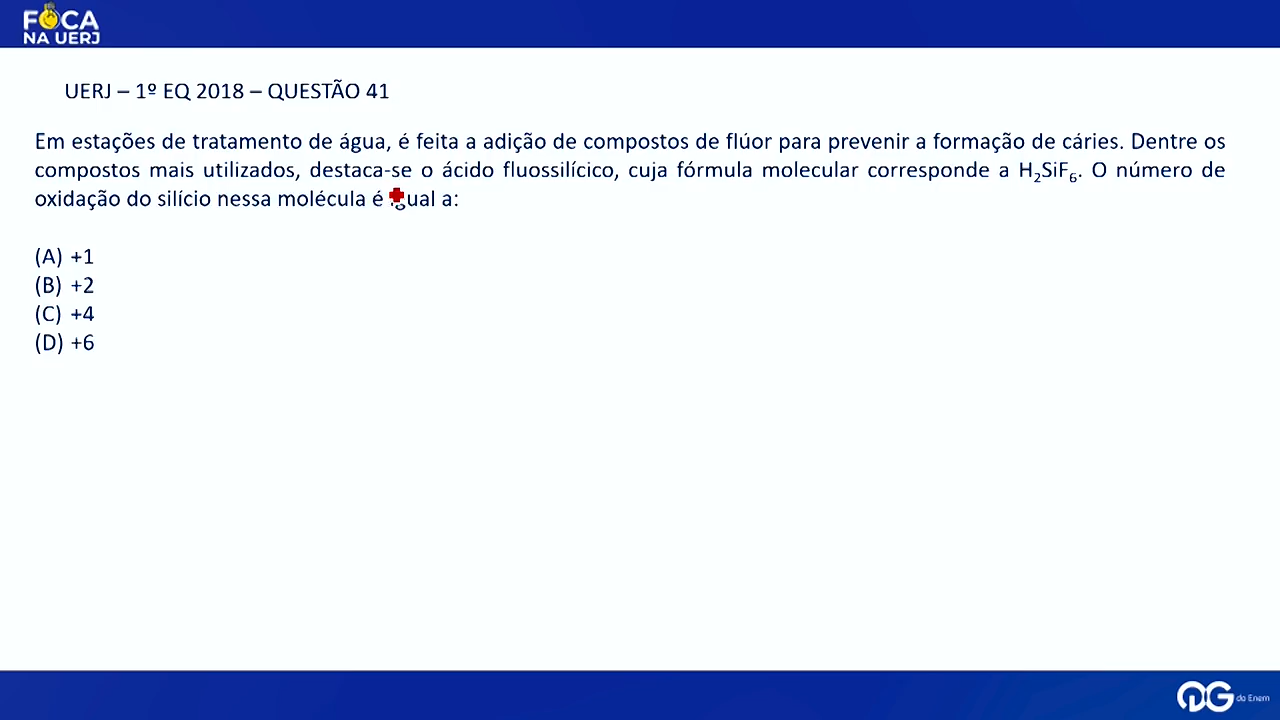 FOCA
NA UERJ
UERJ – 1º EQ 2018 – QUESTÃO 41
Em estações de tratamento de água, é feita a adição de compostos de flúor para prevenir a formação de cáries. Dentre os
compostos mais utilizados, destaca-se o ácido fluossilícico, cuja fórmula molecular corresponde a H₂SiF₆. O número de
oxidação do silício nessa molécula é igual a:
(A) +1
(B) +2
(C) +4
(D) +6
QG do Enem